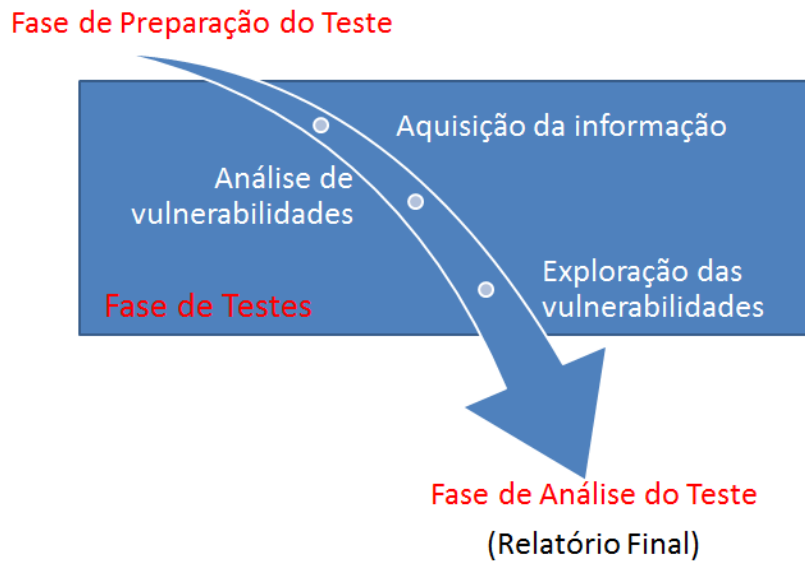 Fase de Preparação do Teste
Aquisição da informação
Análise de
vulnerabilidades
Exploração das
vulnerabilidades
Fase de Testes
Fase de Análise do Teste
(Relatório Final)